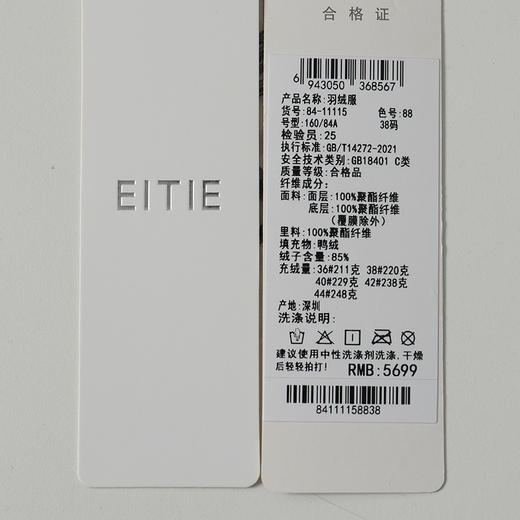 EITIE
合格证
6 943050 368567
产品名称:羽绒服
货号:84-11115 色号:88
号型:160/84A 38码
检验员:25
执行标准:GB/T14272-2021
安全技术类别:GB18401 C类
质量等级:合格品
纤维成分:
面料:面层:100%聚酯纤维
底层:100%聚酯纤维
(覆膜除外)
里料:100%聚酯纤维
填充物:鸭绒
绒子含量:85%
充绒量:36#211克 38#220克
40#229克 42#238克
44#248克
产地:深圳
洗涤说明:
建议使用中性洗涤剂洗涤,干燥
后轻轻拍打! RMB:5699
84111158838